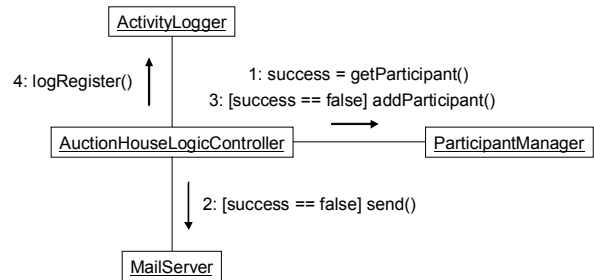 ActivityLogger
4: logRegister()
1: success = getParticipant()
3: [success == false] addParticipant()
AuctionHouseLogicController
ParticipantManager
2: [success == false] send()
MailServer